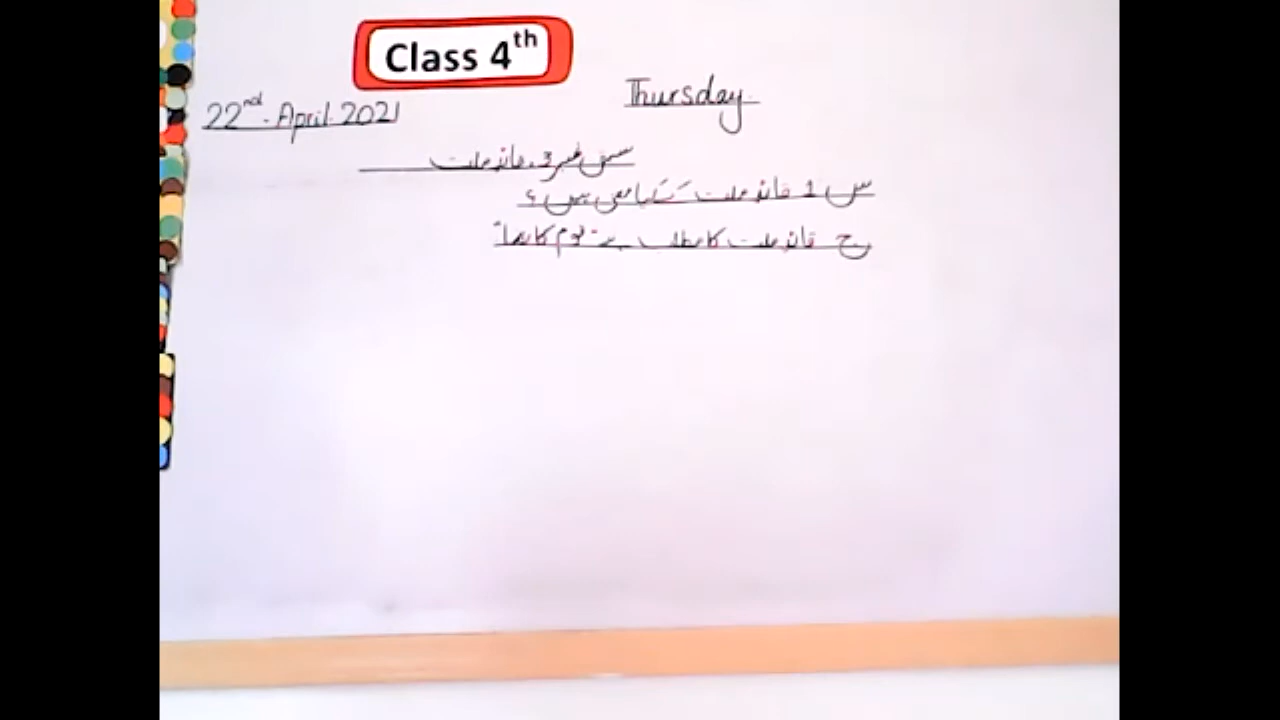 Class 4th
22nd. April. 2021
Thursday
سبق نمبر 3. قائد ملت
س 1 قائد ملت کے کیا معنی ہیں ؟
ج قائد ملت کا مطلب ہے "قوم کا رہنما"